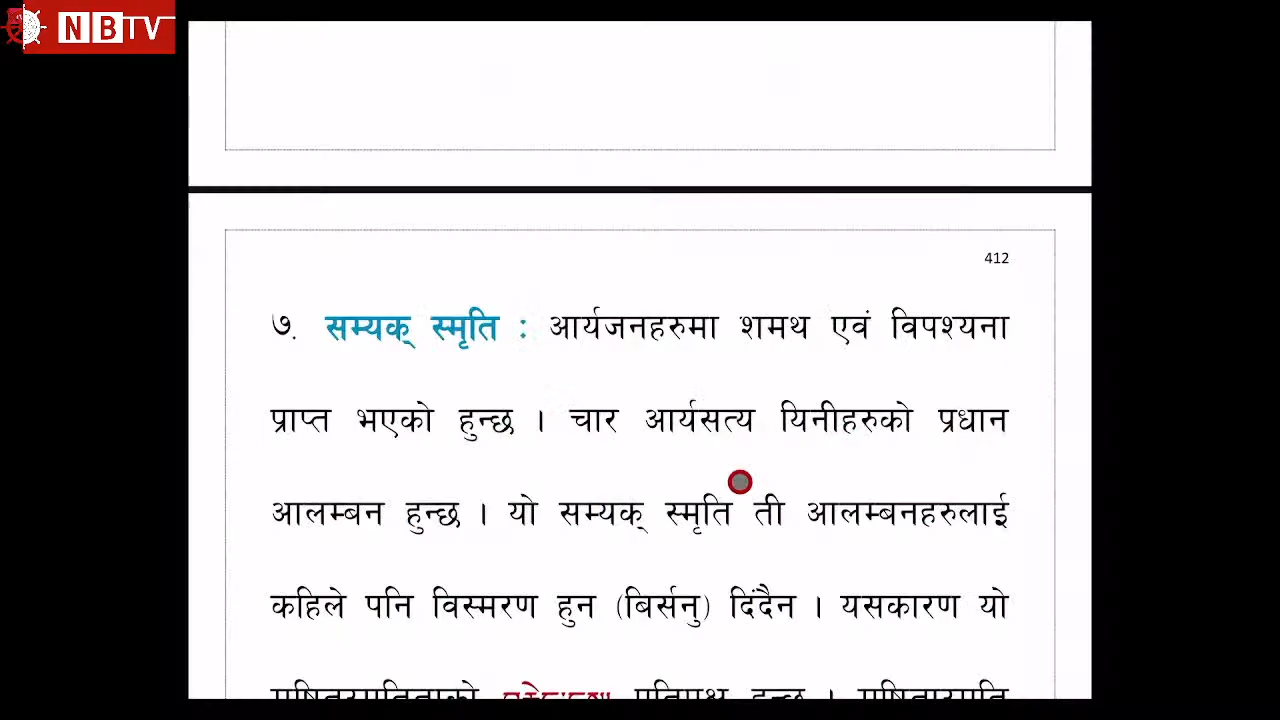 NBTV
412
७. सम्यक् स्मृति : आर्यजनहरुमा शमथ एवं विपश्यना
प्राप्त भएको हुन्छ । चार आर्यसत्य यिनीहरुको प्रधान
आलम्बन हुन्छ । यो सम्यक् स्मृति ती आलम्बनहरुलाई
कहिले पनि विस्मरण हुन (बिर्सनु) दिंदैन । यसकारण यो